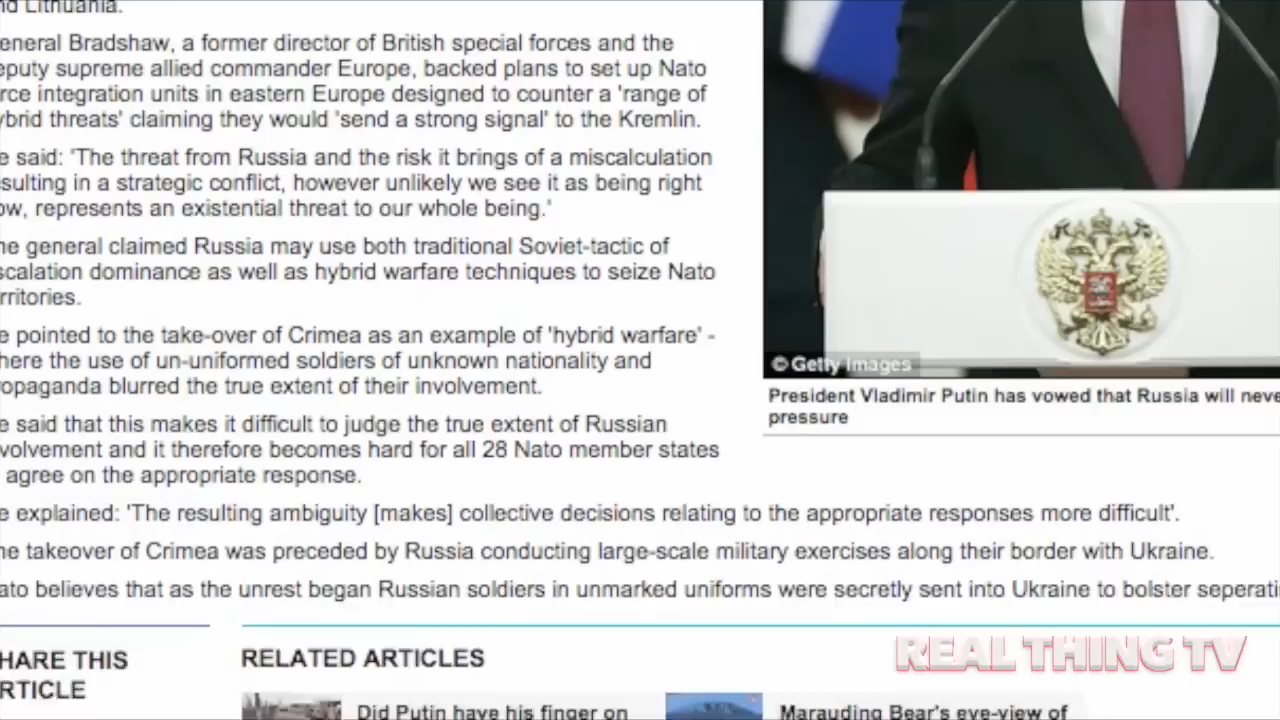 nd Lithuania.
eneral Bradshaw, a former director of British special forces and the
eputy supreme allied commander Europe, backed plans to set up Nato
rce integration units in eastern Europe designed to counter a 'range of
ybrid threats' claiming they would 'send a strong signal' to the Kremlin.
e said: 'The threat from Russia and the risk it brings of a miscalculation
sulting in a strategic conflict, however unlikely we see it as being right
ow, represents an existential threat to our whole being.'
he general claimed Russia may use both traditional Soviet-tactic of
scalation dominance as well as hybrid warfare techniques to seize Nato
rritories.
e pointed to the take-over of Crimea as an example of 'hybrid warfare' -
here the use of un-uniformed soldiers of unknown nationality and
opaganda blurred the true extent of their involvement.
e said that this makes it difficult to judge the true extent of Russian
volvement and it therefore becomes hard for all 28 Nato member states
agree on the appropriate response.
© Getty Images
President Vladimir Putin has vowed that Russia will neve
pressure
e explained: 'The resulting ambiguity [makes] collective decisions relating to the appropriate responses more difficult'.
he takeover of Crimea was preceded by Russia conducting large-scale military exercises along their border with Ukraine.
ato believes that as the unrest began Russian soldiers in unmarked uniforms were secretly sent into Ukraine to bolster seperati
HARE THIS
RTICLE
RELATED ARTICLES
Did Putin have his finger on
Marauding Bear's eye-view of
REAL THING TV